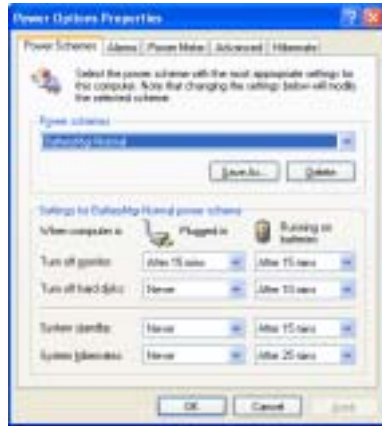 Power Options Properties
Power Schemes Alarms Power Meter Advanced Hibernate
Select the power scheme with the most appropriate settings for
this computer. Note that changing the settings below will modify
the selected scheme.
Power schemes
Save As... Delete
When computer is: Plugged in Running on
batteries
Turn off monitor: After 15 mins After 15 mins
Turn off hard disks: Never After 10 mins
System standby: Never After 15 mins
System hibernates: Never After 25 mins
OK Cancel Apply